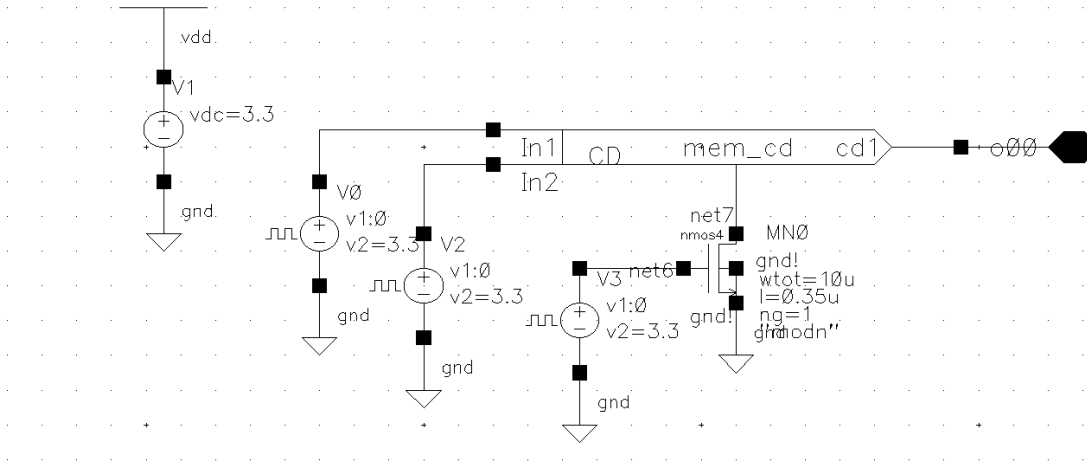 vdd
V1
vdc=3.3
gnd
In1
CD
mem_cd
cd1
o00
In2
V0
v1:0
v2=3.3
gnd
V2
v1:0
v2=3.3
gnd
net7
nmos4
MN0
V3
net6
gnd!
wtot=10u
l=0.35u
ng=1
"modn"
gnd!
gnd
v1:0
v2=3.3
gnd